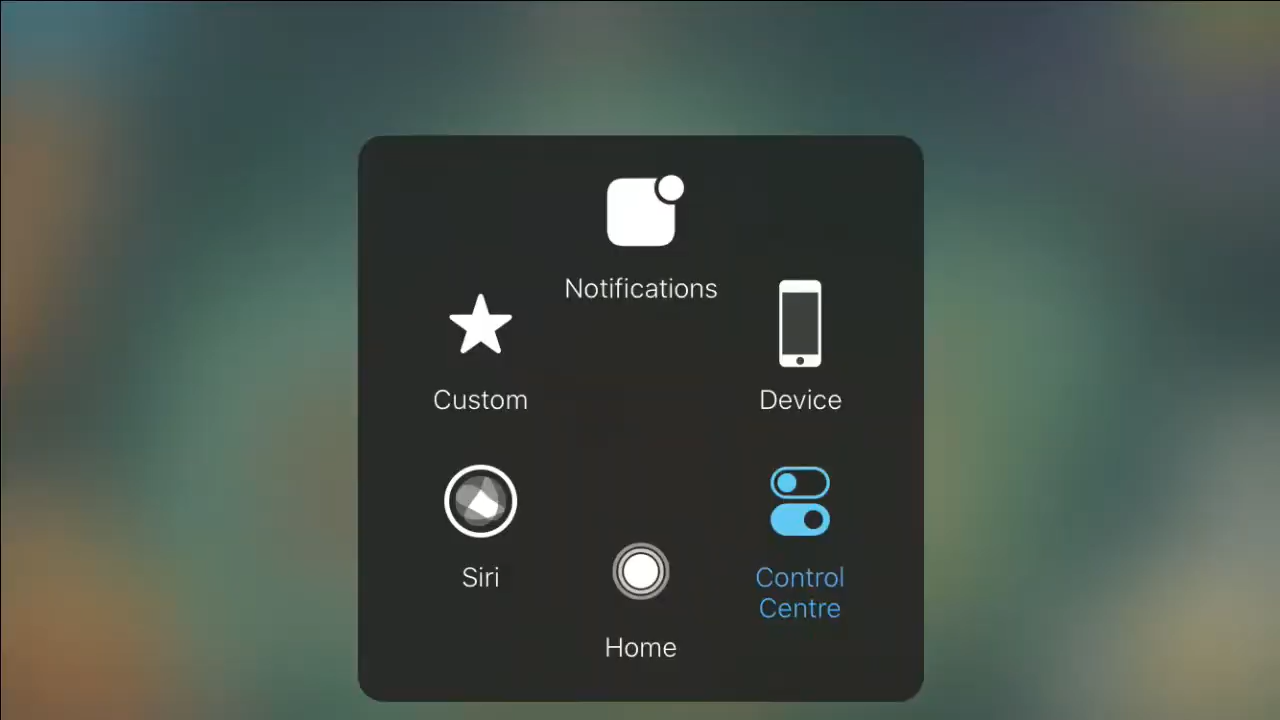 Notifications
Custom
Device
Siri
Control
Centre
Home